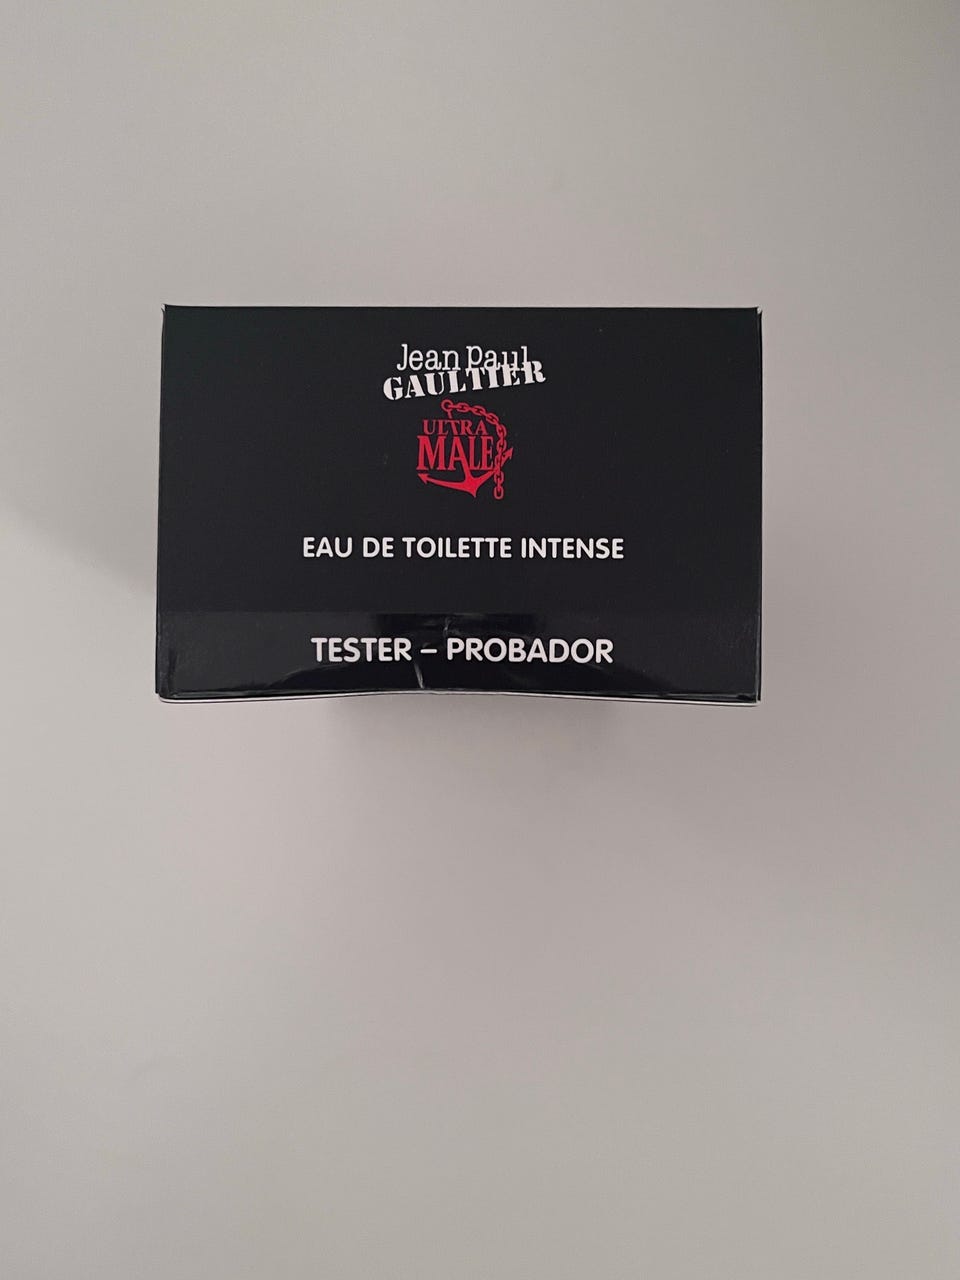 Jean Paul
GAULTIER
ULTRA
MALE
EAU DE TOILETTE INTENSE
TESTER – PROBADOR